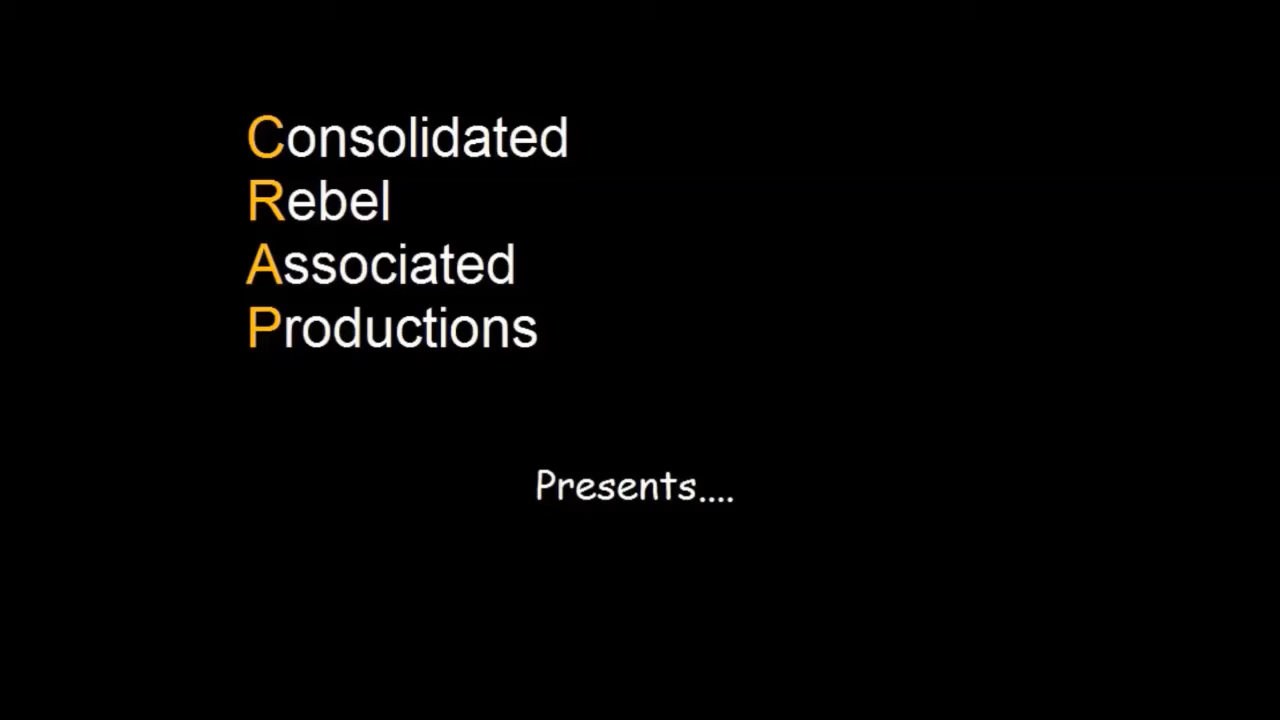 Consolidated
Rebel
Associated
Productions
Presents....